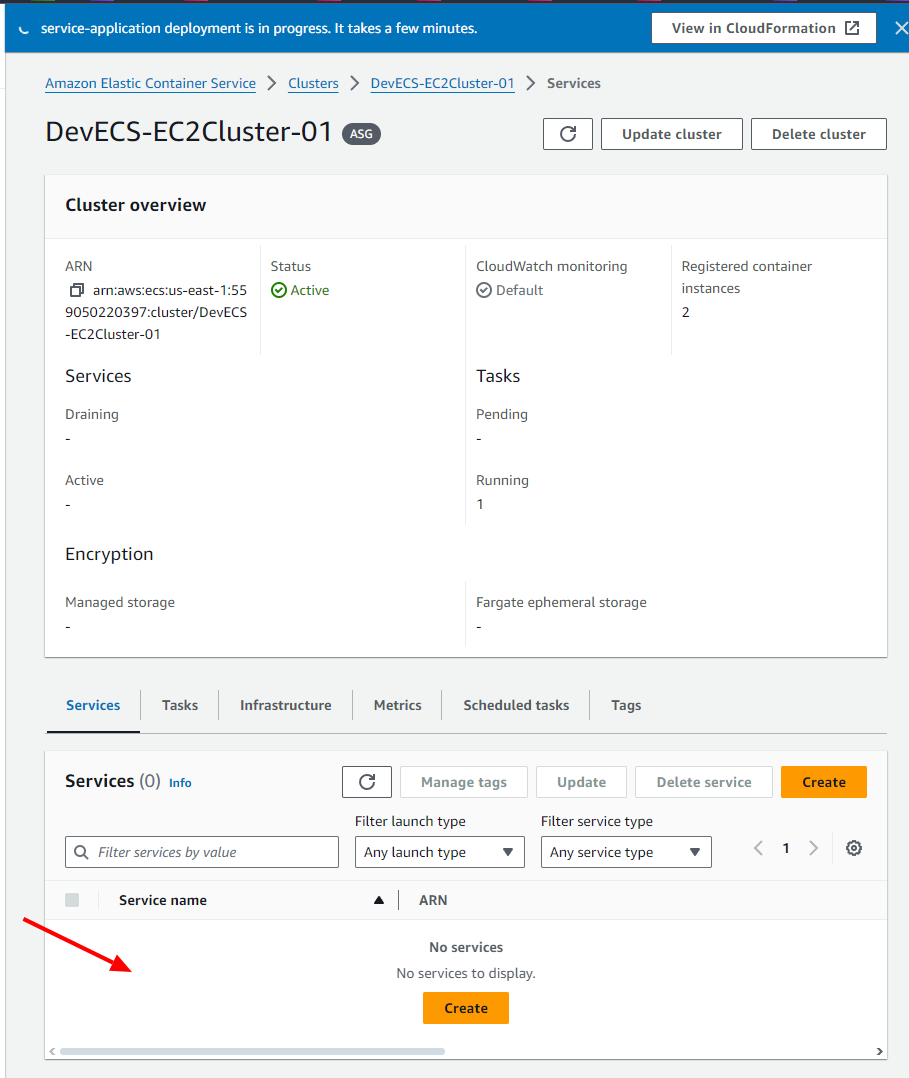 service-application deployment is in progress. It takes a few minutes.
View in CloudFormation
Amazon Elastic Container Service
Clusters
DevECS-EC2Cluster-01
Services
DevECS-EC2Cluster-01
ASG
Update cluster
Delete cluster
Cluster overview
ARN
arn:aws:ecs:us-east-1:55
9050220397:cluster/DevECS
-EC2Cluster-01
Status
Active
CloudWatch monitoring
Default
Registered container
instances
2
Services
Tasks
Draining
-
Pending
-
Active
-
Running
1
Encryption
Managed storage
-
Fargate ephemeral storage
-
Services
Tasks
Infrastructure
Metrics
Scheduled tasks
Tags
Services (0) Info
Manage tags
Update
Delete service
Create
Filter launch type
Filter service type
Filter services by value
Any launch type
Any service type
1
Service name
ARN
No services
No services to display.
Create